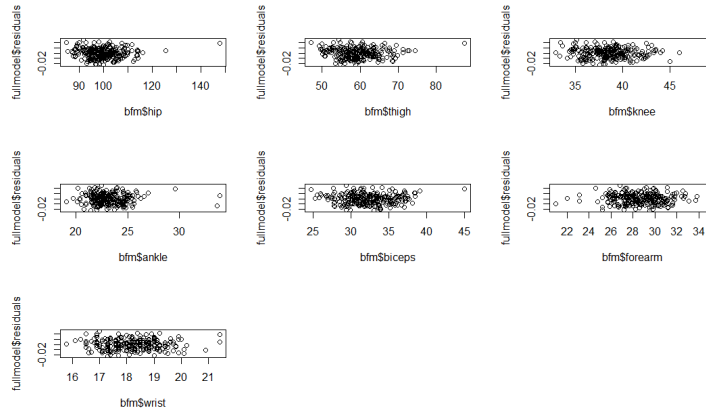 fullmodel$residuals
-0.02
90 100 120 140
bfm$hip
fullmodel$residuals
-0.02
50 60 70 80
bfm$thigh
fullmodel$residuals
-0.02
35 40 45
bfm$knee
fullmodel$residuals
-0.02
20 25 30
bfm$ankle
fullmodel$residuals
-0.02
25 30 35 40 45
bfm$biceps
fullmodel$residuals
-0.02
22 24 26 28 30 32 34
bfm$forearm
fullmodel$residuals
-0.02
16 17 18 19 20 21
bfm$wrist